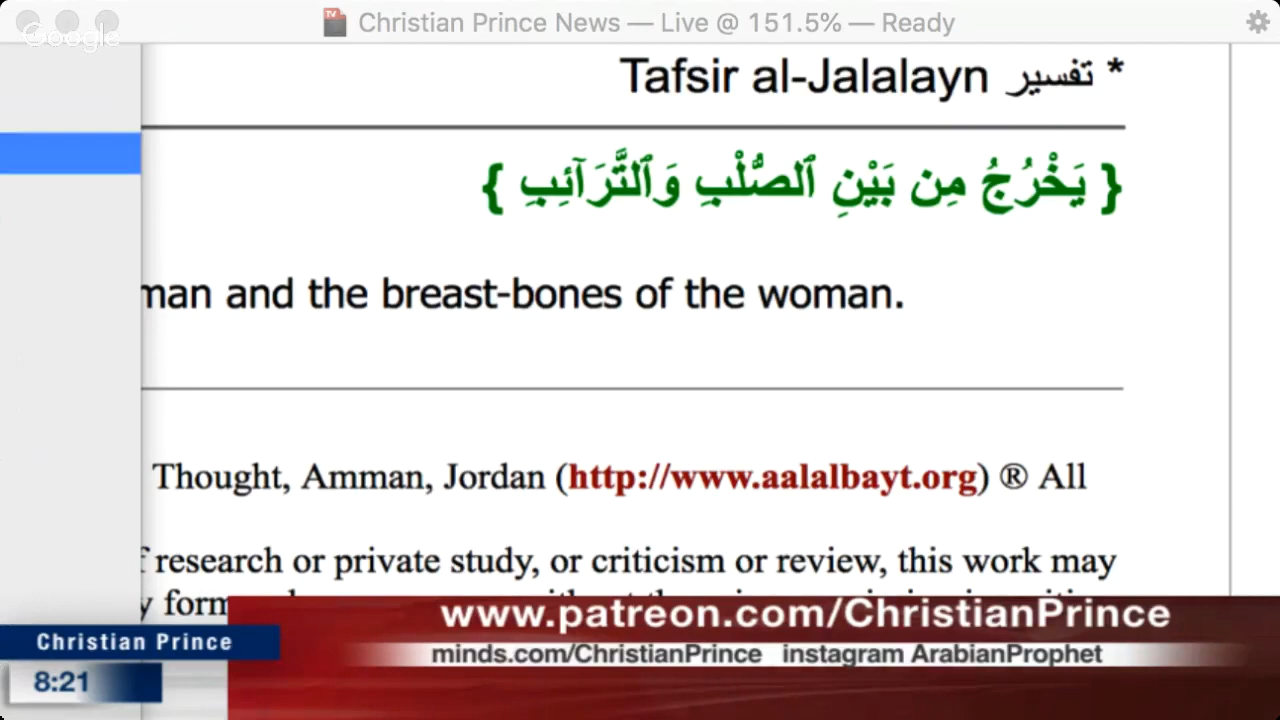 Christian Prince News — Live @ 151.5% — Ready
Google
Tafsir al-Jalalayn تفسير *
{ يَخْرُجُ مِن بَيْنِ ٱلصُّلْبِ وَٱلتَّرَآئِبِ }
man and the breast-bones of the woman.
Thought, Amman, Jordan (http://www.aalalbayt.org) ® All
f research or private study, or criticism or review, this work may
y form
www.patreon.com/ChristianPrince
Christian Prince
minds.com/ChristianPrince instagram ArabianProphet
8:21